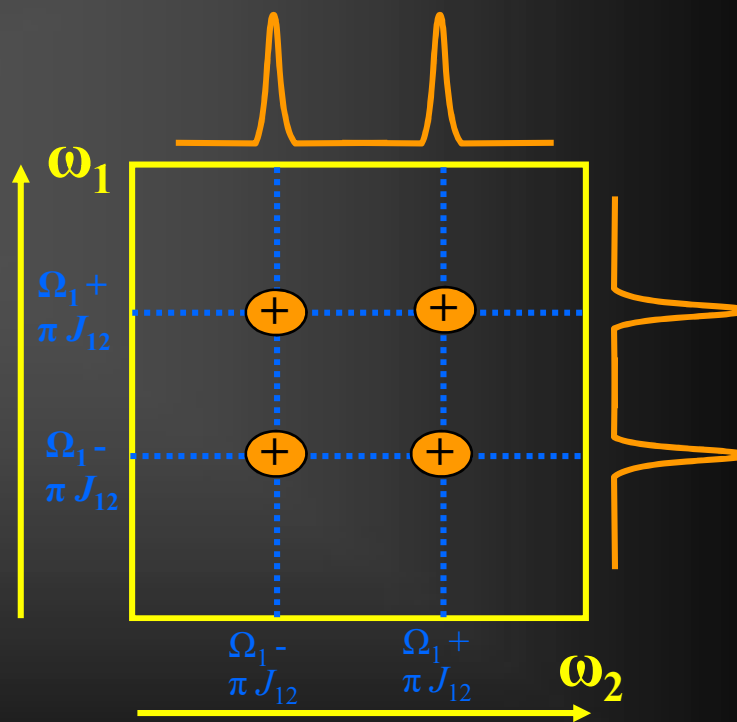 ω₁
Ω₁ +
π J₁₂
+ +
Ω₁ -
π J₁₂
+ +
Ω₁ - Ω₁ +
π J₁₂ π J₁₂
ω₂